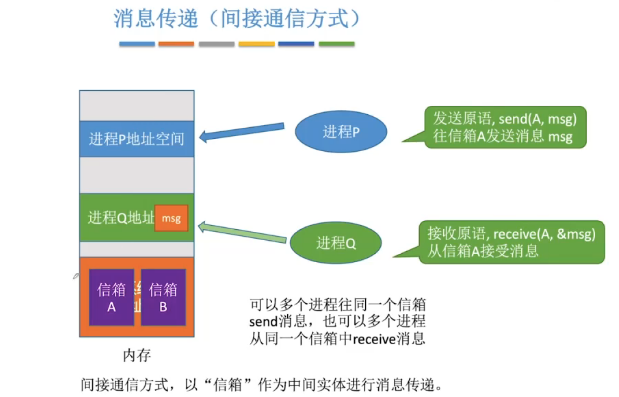 消息传递（间接通信方式）
进程P地址空间
进程P
发送原语, send(A, msg)
往信箱A发送消息 msg
进程Q地址
msg
进程Q
接收原语, receive(A, &msg)
从信箱A接受消息
信箱
A
信箱
B
可以多个进程往同一个信箱
send消息，也可以多个进程
从同一个信箱中receive消息
内存
间接通信方式，以“信箱”作为中间实体进行消息传递。